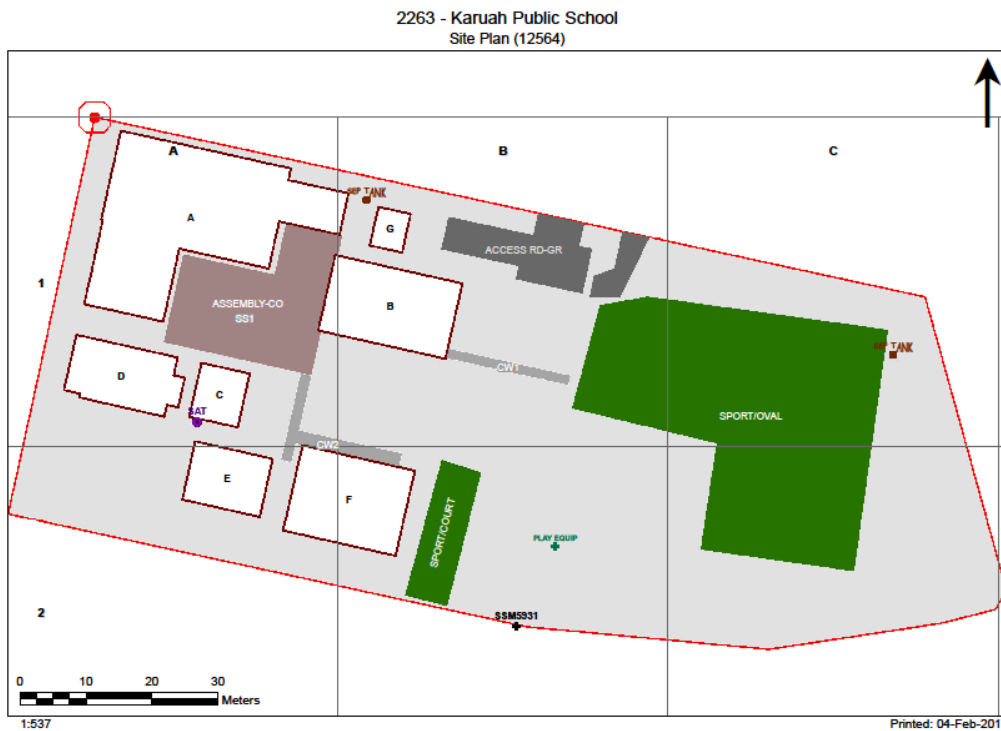 2263 - Karuah Public School
Site Plan (12564)
A
B
C
SEP TANK
A
G
ACCESS RD-GR
1
ASSEMBLY-CO
SS1
B
SEP TANK
CW1
D
C
SAT
SPORT/OVAL
CW2
E
F
SPORT/COURT
PLAY EQUIP
2
SSM5931
0 10 20 30
Meters
1:537
Printed: 04-Feb-201